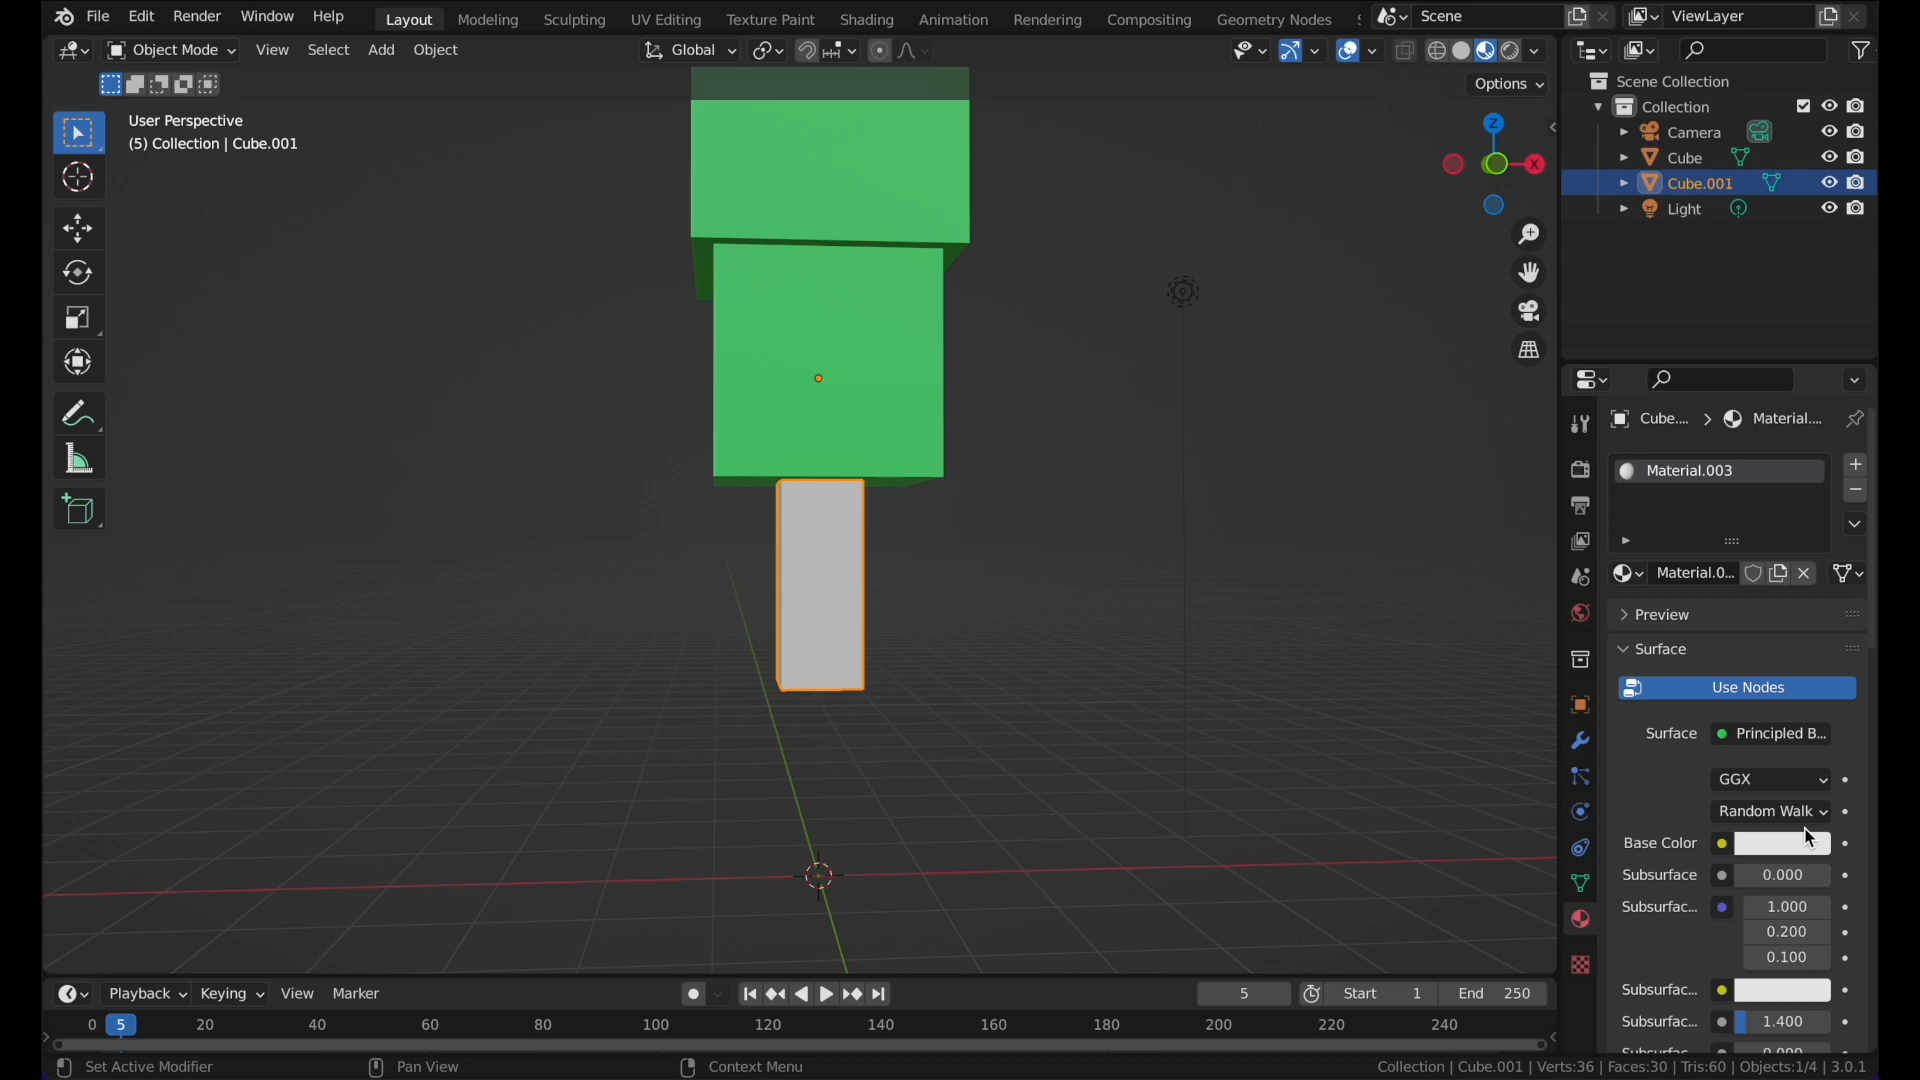 File Edit Render Window Help
Layout Modeling Sculpting UV Editing Texture Paint Shading Animation Rendering Compositing Geometry Nodes
Scene
ViewLayer
Object Mode View Select Add Object
Global
Options
User Perspective
(5) Collection | Cube.001
Z
X
Scene Collection
Collection
Camera
Cube
Cube.001
Light
Cube.... > Material....
Material.003
Material.0...
Preview
Surface
Use Nodes
Surface Principled B...
GGX
Random Walk
Base Color
Subsurface 0.000
Subsurfac... 1.000
0.200
0.100
Subsurfac...
Subsurfac... 1.400
Subsurfac... 0.000
Playback Keying View Marker
5
Start 1
End 250
0 5 20 40 60 80 100 120 140 160 180 200 220 240
Set Active Modifier
Pan View
Context Menu
Collection | Cube.001 | Verts:36 | Faces:30 | Tris:60 | Objects:1/4 | 3.0.1